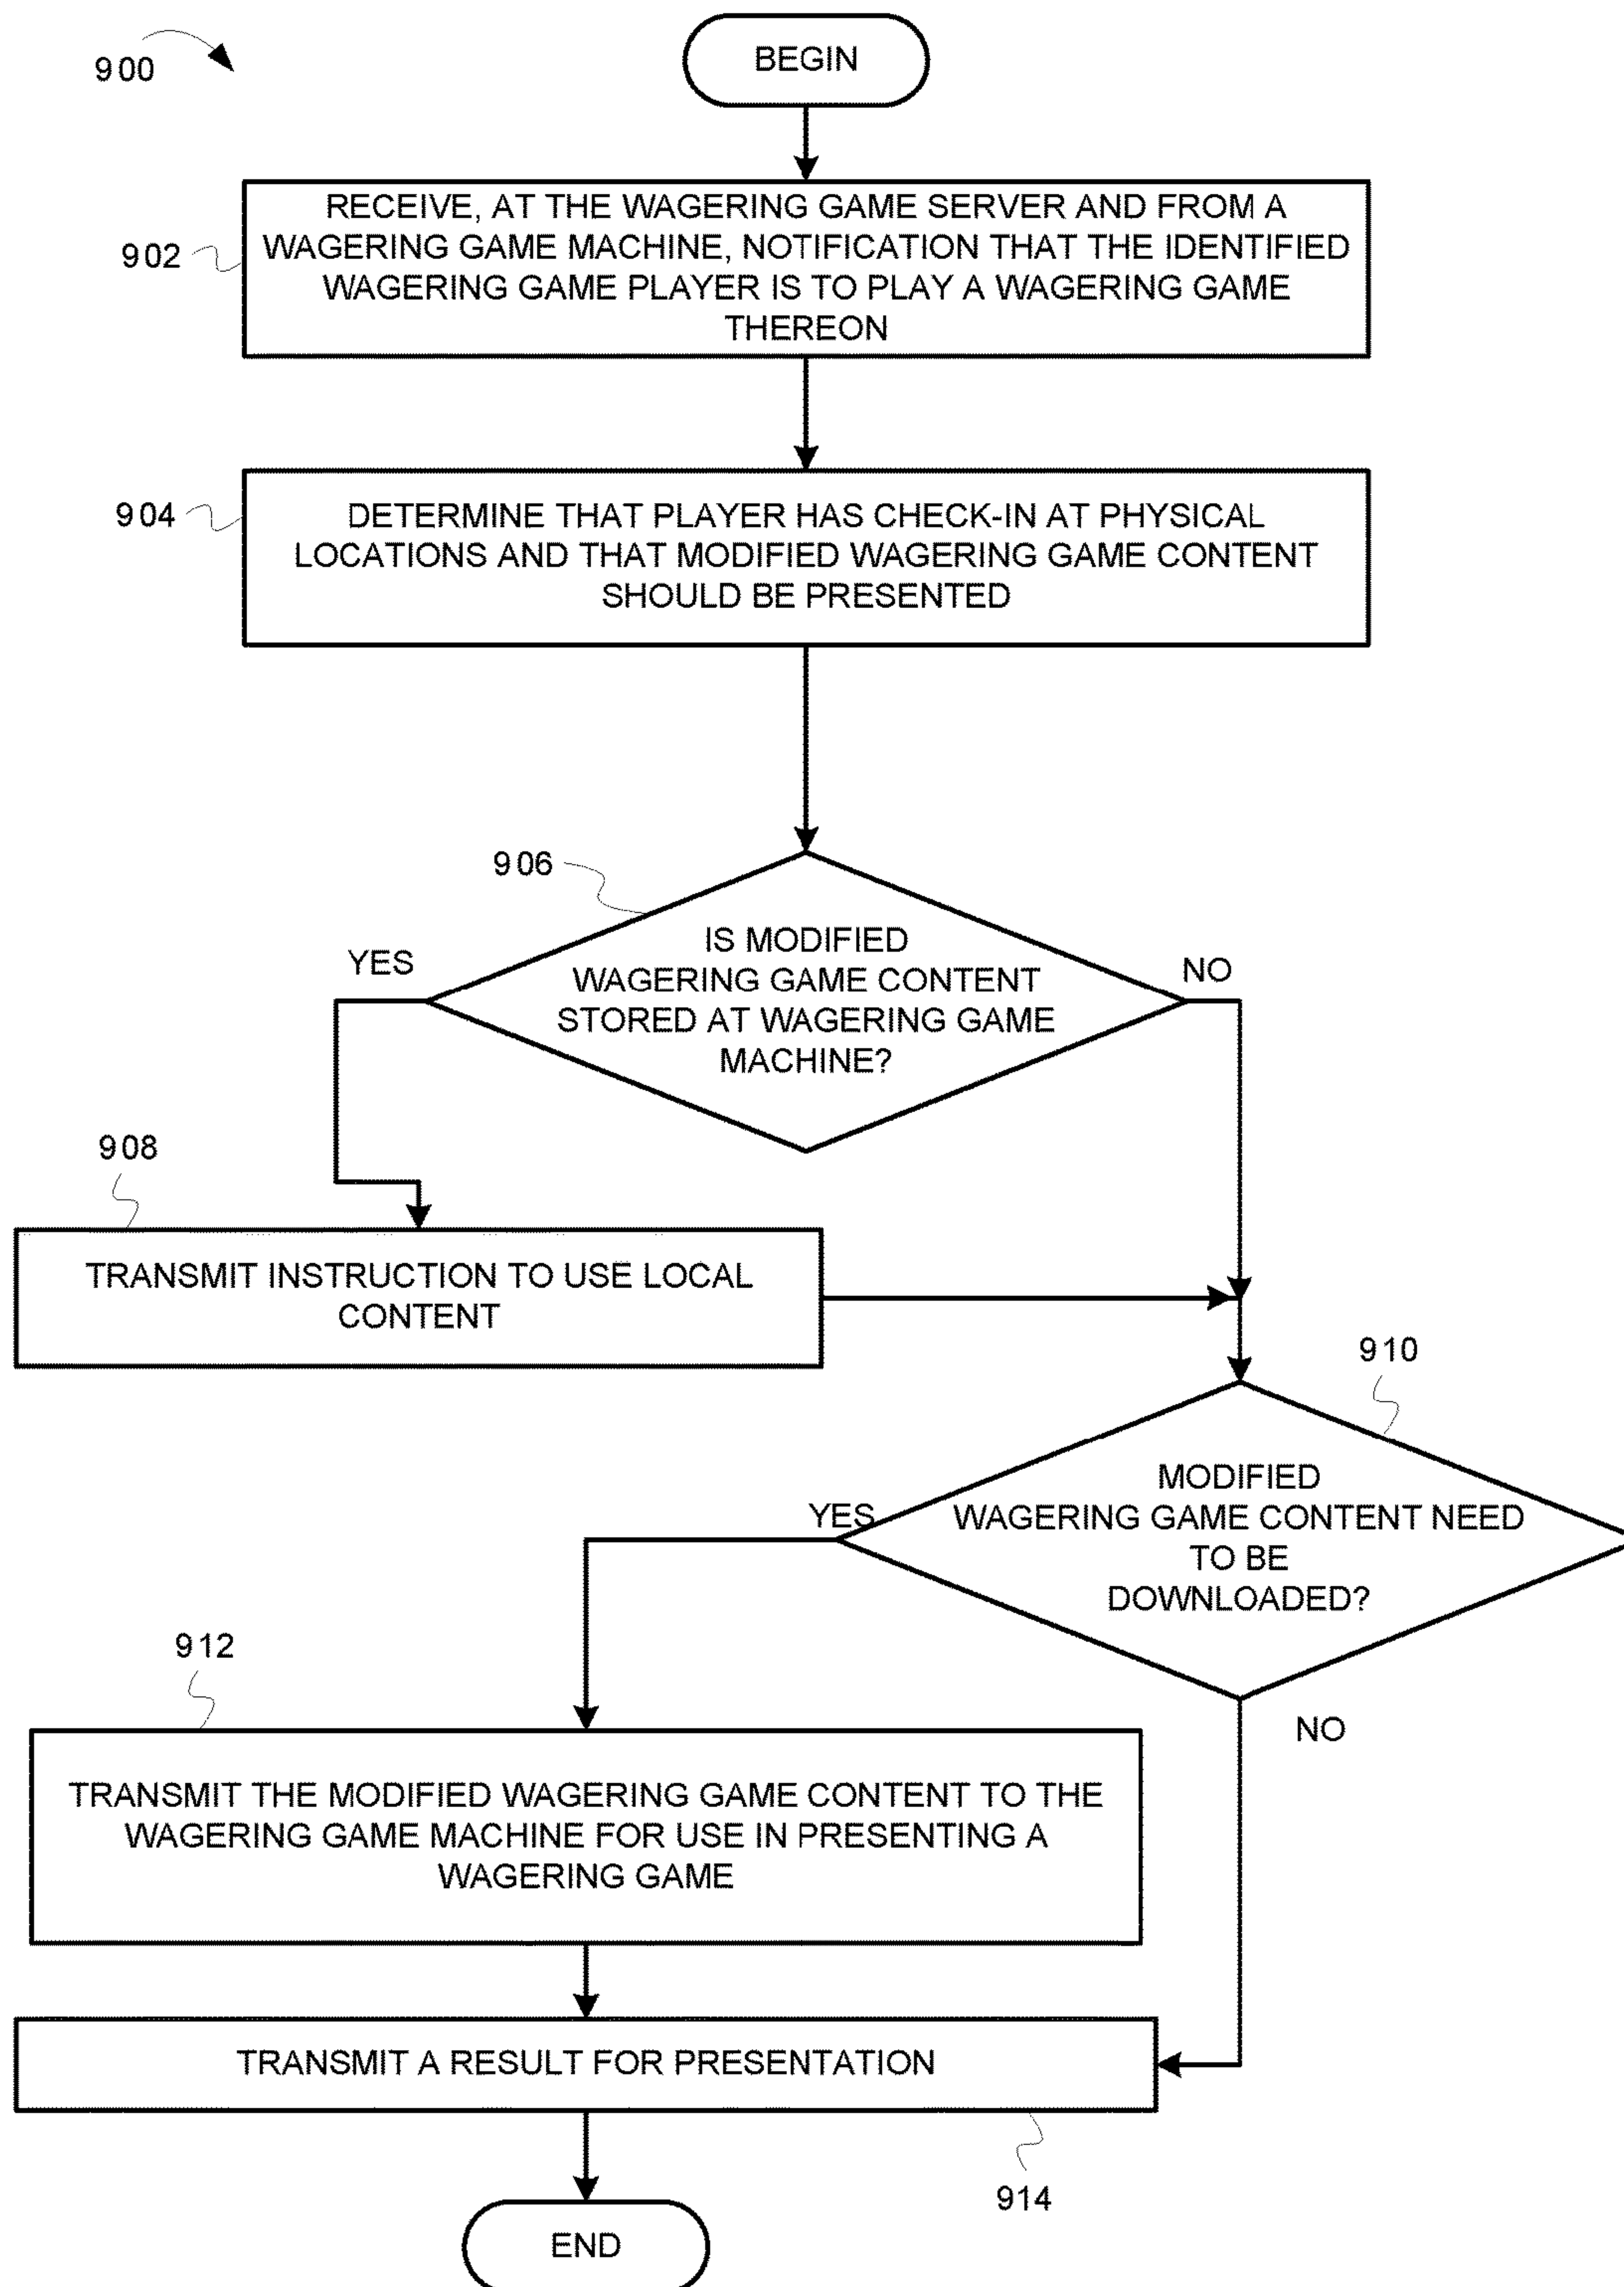 900
BEGIN
902
RECEIVE, AT THE WAGERING GAME SERVER AND FROM A
WAGERING GAME MACHINE, NOTIFICATION THAT THE IDENTIFIED
WAGERING GAME PLAYER IS TO PLAY A WAGERING GAME
THEREON
904
DETERMINE THAT PLAYER HAS CHECK-IN AT PHYSICAL
LOCATIONS AND THAT MODIFIED WAGERING GAME CONTENT
SHOULD BE PRESENTED
906
IS MODIFIED
WAGERING GAME CONTENT
STORED AT WAGERING GAME
MACHINE?
YES
NO
908
TRANSMIT INSTRUCTION TO USE LOCAL
CONTENT
910
MODIFIED
WAGERING GAME CONTENT NEED
TO BE
DOWNLOADED?
YES
NO
912
TRANSMIT THE MODIFIED WAGERING GAME CONTENT TO THE
WAGERING GAME MACHINE FOR USE IN PRESENTING A
WAGERING GAME
TRANSMIT A RESULT FOR PRESENTATION
914
END